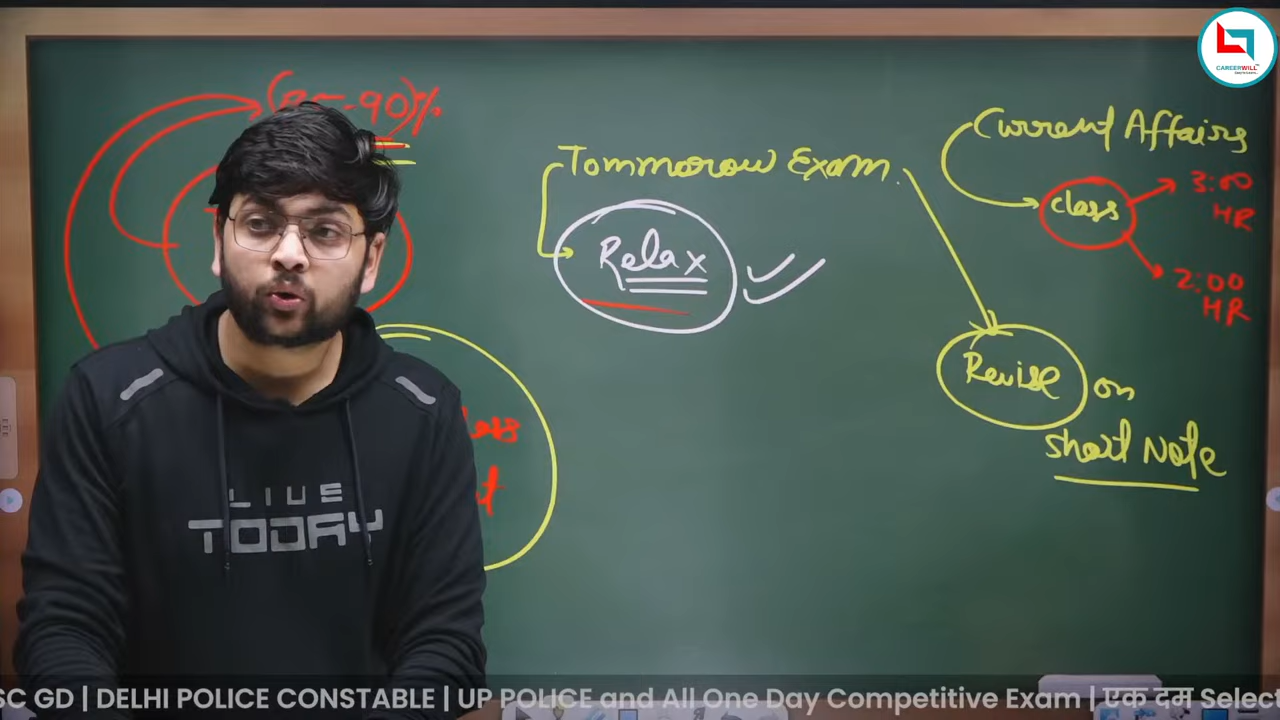 CAREERWILL
(85-90)%
Tommorow Exam
Relax
Current Affairs
class
3:00
HR
2:00
HR
Revise on
short Note
LIVE
TODAY
SC GD | DELHI POLICE CONSTABLE | UP POLICE and All One Day Competitive Exam | एक दम Select